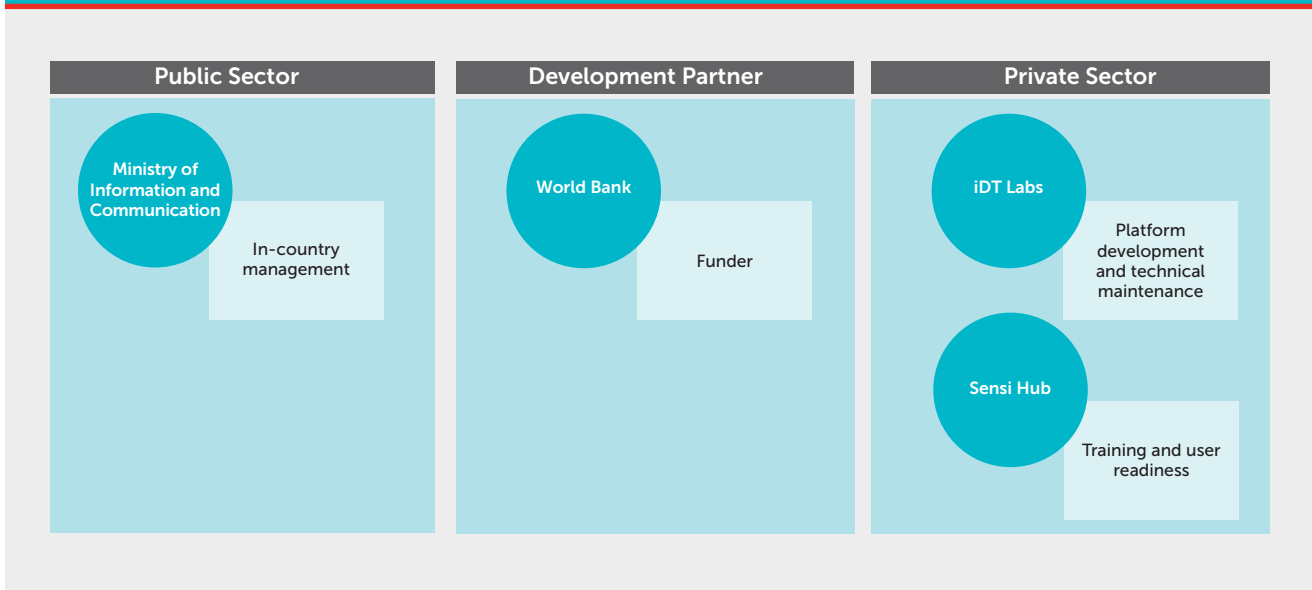 Public Sector
Ministry of
Information and
Communication
In-country
management
Development Partner
World Bank
Funder
Private Sector
iDT Labs
Platform
development
and technical
maintenance
Sensi Hub
Training and user
readiness